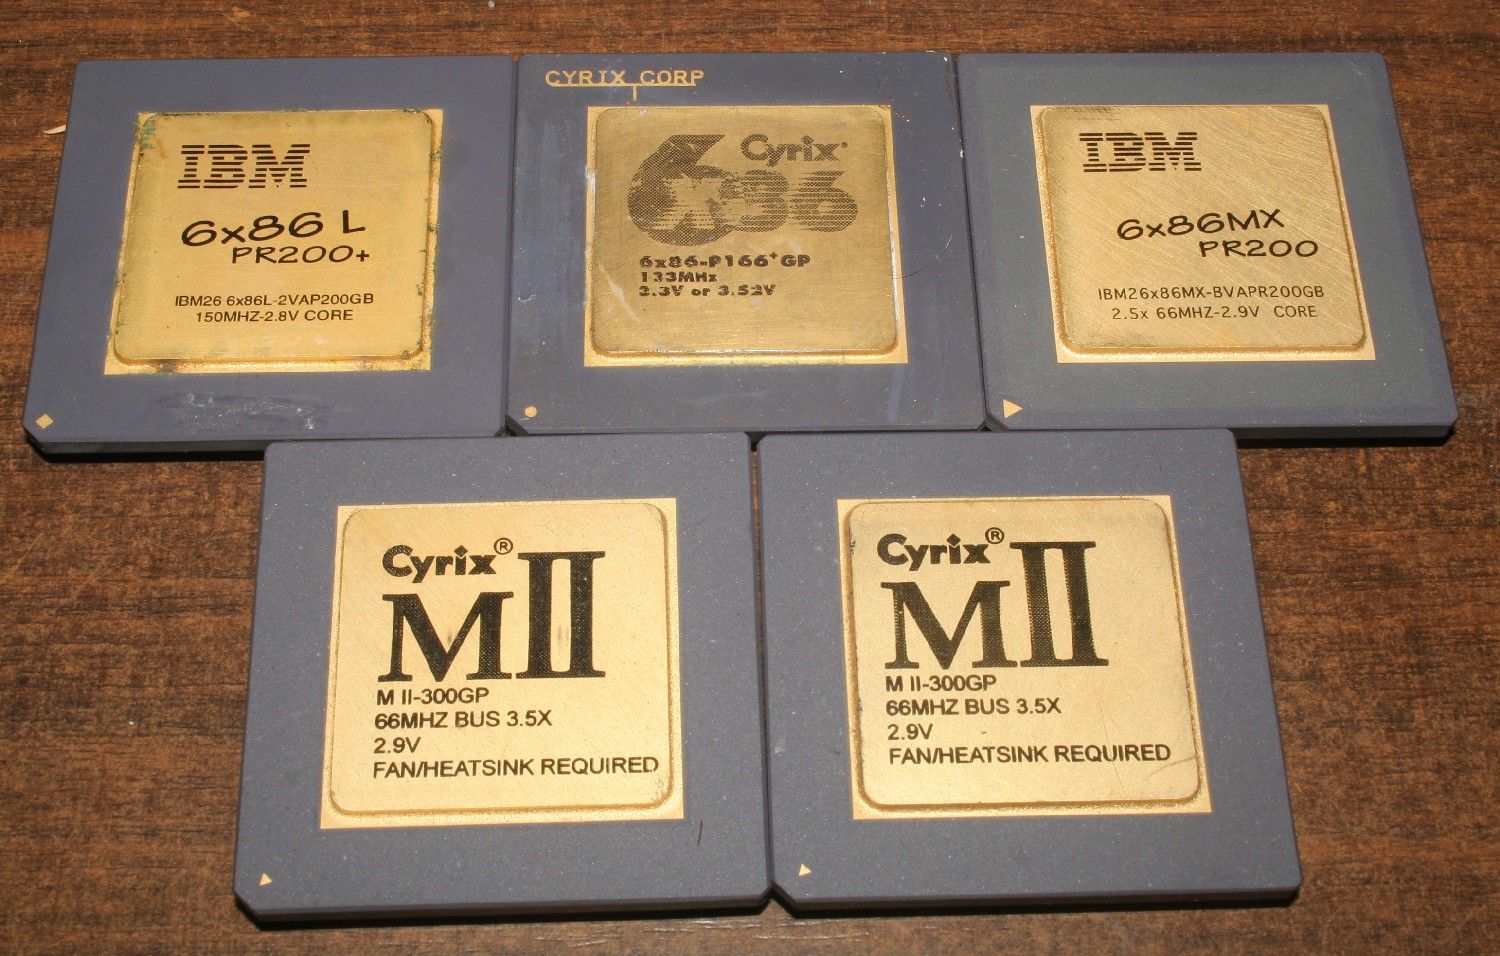 IBM
6x86 L
PR200+
IBM26 6x86L-2VAP200GB
150MHZ-2.8V CORE
CYRIX CORP
Cyrix
6x86
6x86-P166+GP
133MHz
3.3V or 3.52V
IBM
6x86MX
PR200
IBM26x86MX-BVAPR200GB
2.5x 66MHZ-2.9V CORE
Cyrix®
MII
M II-300GP
66MHZ BUS 3.5X
2.9V
FAN/HEATSINK REQUIRED
Cyrix®
MII
M II-300GP
66MHZ BUS 3.5X
2.9V
FAN/HEATSINK REQUIRED